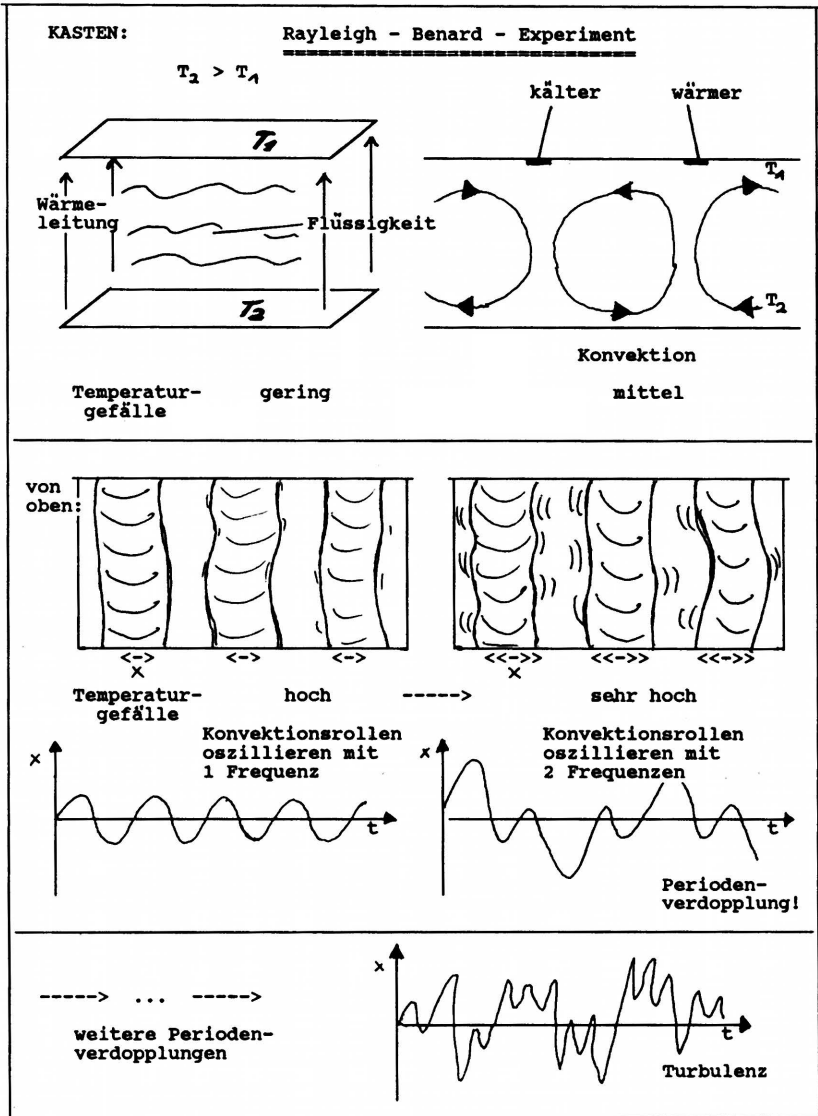 KASTEN: Rayleigh - Benard - Experiment
T₂ > T₁
kälter wärmer
T₁
T₁
Wärme-
leitung
Flüssigkeit
T₂
T₂
Konvektion
Temperatur- gering mittel
gefälle
von
oben:
<-> <-> <-> <<->> <<->> <<->>
x x
Temperatur- hoch -----> sehr hoch
gefälle
Konvektionsrollen
oszillieren mit
1 Frequenz
x
t
Konvektionsrollen
oszillieren mit
2 Frequenzen
x
t
Perioden-
verdopplung!
-----> ... ----->
weitere Perioden-
verdopplungen
x
t
Turbulenz